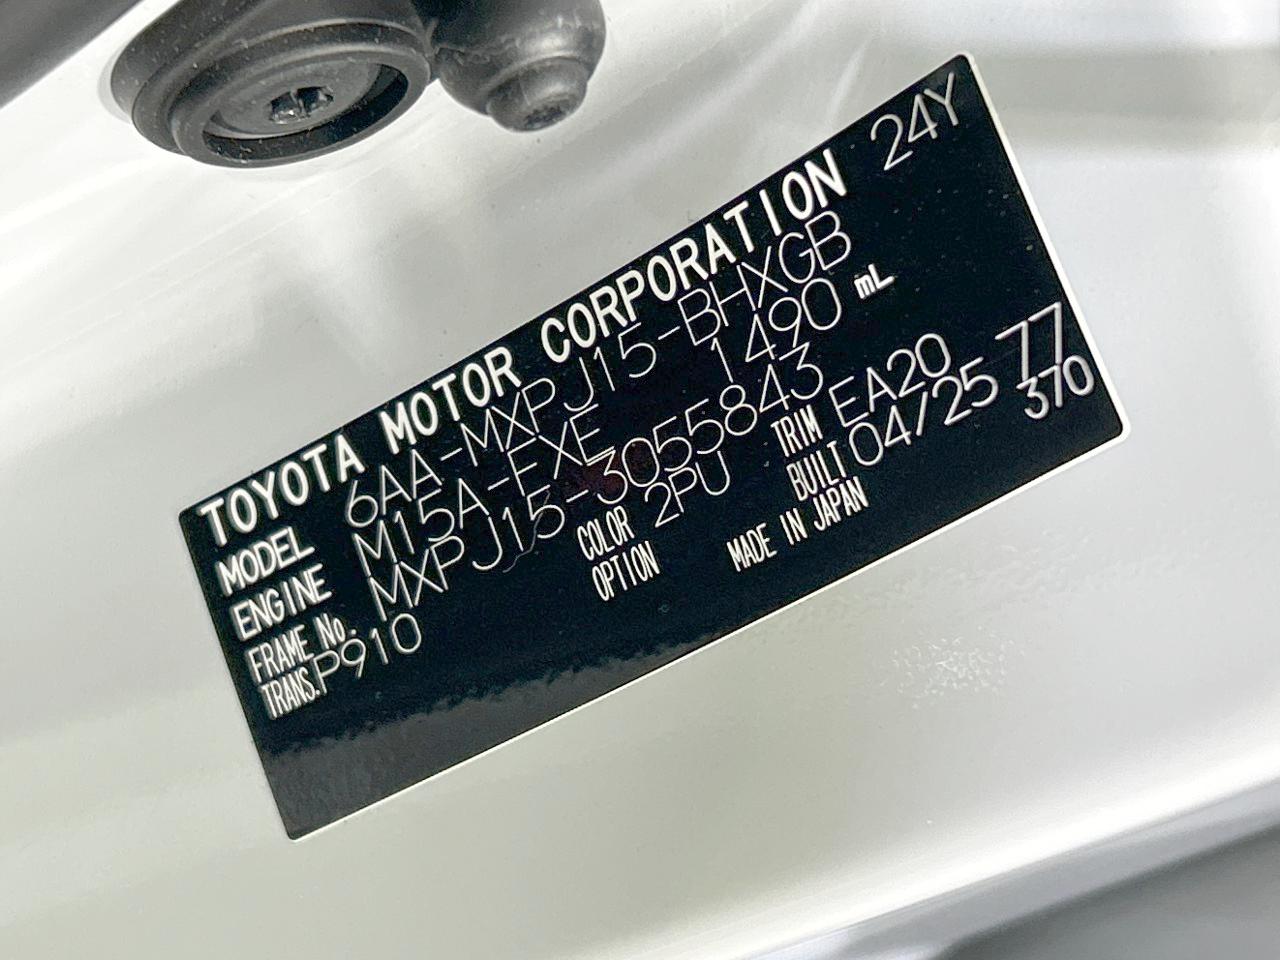 TOYOTA MOTOR CORPORATION 24Y
MODEL 6AA-MXPJ15-BHXGB
ENGINE M15A-FXE 1490 mL
FRAME No. MXPJ15-3055843
TRANS. P910
COLOR 2PU TRIM EA20 77
OPTION BUILT 04/25 370
MADE IN JAPAN